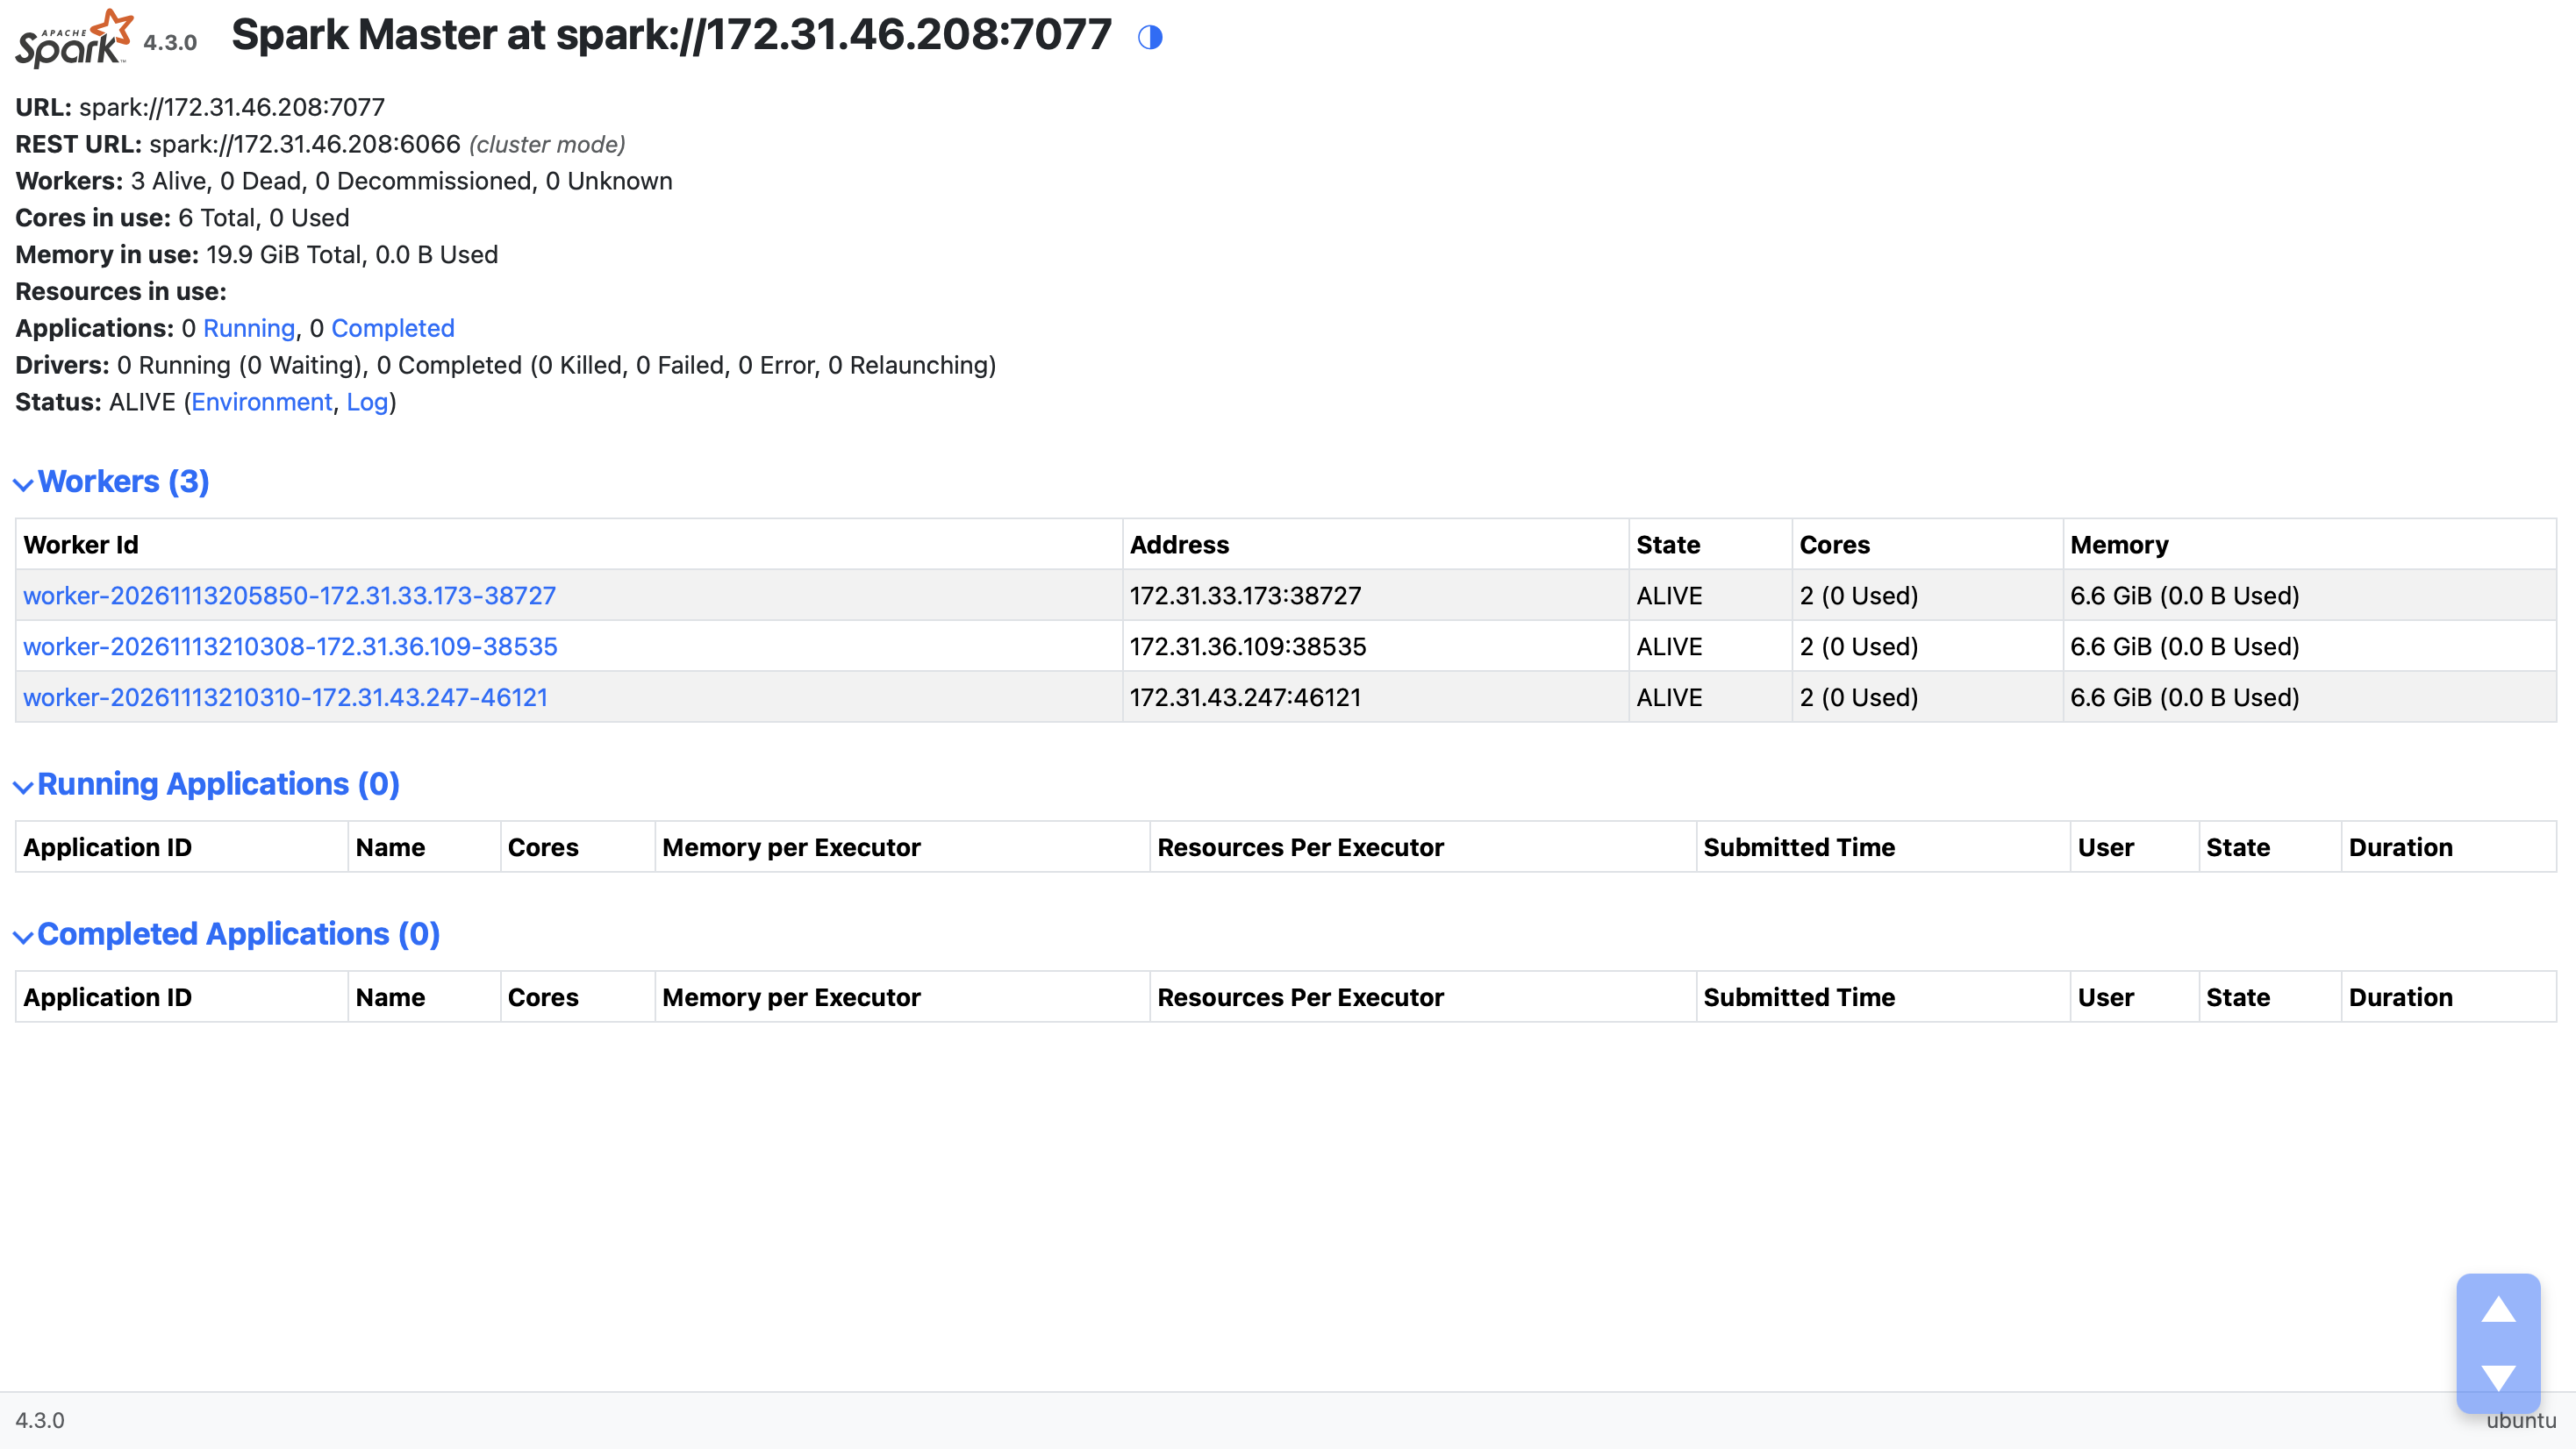 APACHE Spark™ 4.3.0 Spark Master at spark://172.31.46.208:7077
URL: spark://172.31.46.208:7077
REST URL: spark://172.31.46.208:6066 (cluster mode)
Workers: 3 Alive, 0 Dead, 0 Decommissioned, 0 Unknown
Cores in use: 6 Total, 0 Used
Memory in use: 19.9 GiB Total, 0.0 B Used
Resources in use:
Applications: 0 Running, 0 Completed
Drivers: 0 Running (0 Waiting), 0 Completed (0 Killed, 0 Failed, 0 Error, 0 Relaunching)
Status: ALIVE (Environment, Log)
Workers (3)
Worker Id Address State Cores Memory
worker-20261113205850-172.31.33.173-38727 172.31.33.173:38727 ALIVE 2 (0 Used) 6.6 GiB (0.0 B Used)
worker-20261113210308-172.31.36.109-38535 172.31.36.109:38535 ALIVE 2 (0 Used) 6.6 GiB (0.0 B Used)
worker-20261113210310-172.31.43.247-46121 172.31.43.247:46121 ALIVE 2 (0 Used) 6.6 GiB (0.0 B Used)
Running Applications (0)
Application ID Name Cores Memory per Executor Resources Per Executor Submitted Time User State Duration
Completed Applications (0)
Application ID Name Cores Memory per Executor Resources Per Executor Submitted Time User State Duration
4.3.0 ubuntu